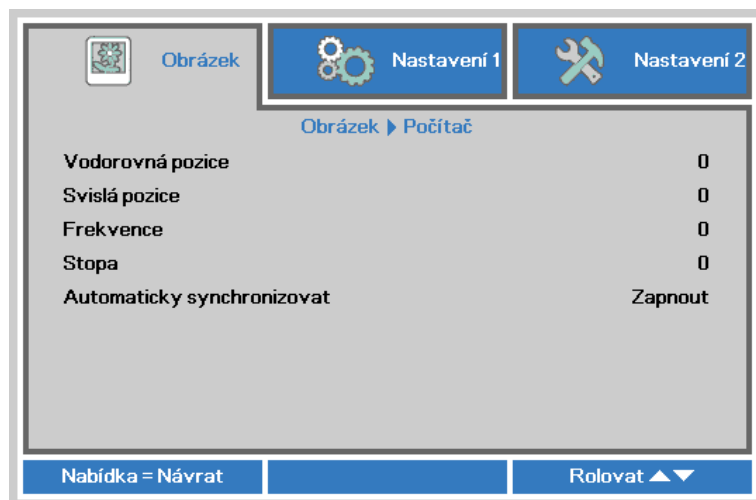 Obrázek Nastavení 1 Nastavení 2
Obrázek ▶ Počítač
Vodorovná pozice 0
Svislá pozice 0
Frekvence 0
Stopa 0
Automaticky synchronizovat Zapnout
Nabídka = Návrat Rolovat ▲▼